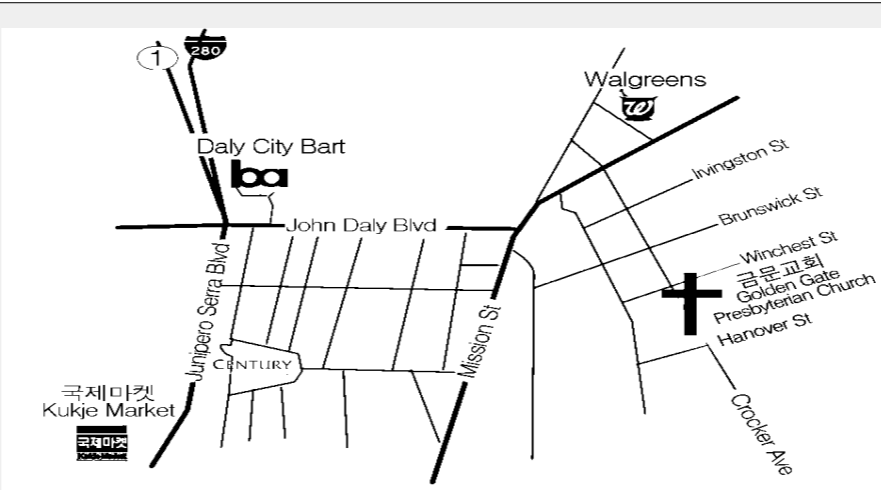 1
280
Walgreens
W
Daly City Bart
ba
Irvingston St
John Daly Blvd
Brunswick St
Winchest St
금문교회
Golden Gate
Presbyterian Church
Hanover St
Junipero Serra Blvd
Mission St
CENTURY
국제마켓
Kukje Market
국제마켓
Crocker Ave